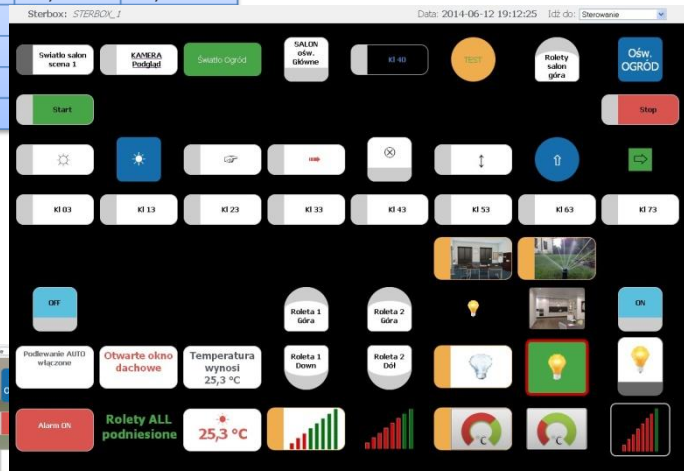 Sterbox: STERBOX_1
Data: 2014-06-12 19:12:25 Idź do: Sterowanie
Swiatlo salon
scena 1
KAMERA
Podgląd
Światło Ogród
SALON
ośw.
Główne
Kl 40
TEST
Rolety
salon
góra
Ośw.
OGRÓD
Start
Stop
Kl 03
Kl 13
Kl 23
Kl 33
Kl 43
Kl 53
Kl 63
Kl 73
OFF
Roleta 1
Góra
Roleta 2
Góra
ON
Podlewanie AUTO
włączone
Otwarte okno
dachowe
Temperatura
wynosi
25,3 °C
Roleta 1
Down
Roleta 2
Dół
Alarm ON
Rolety ALL
podniesione
25,3 °C
°C
°C